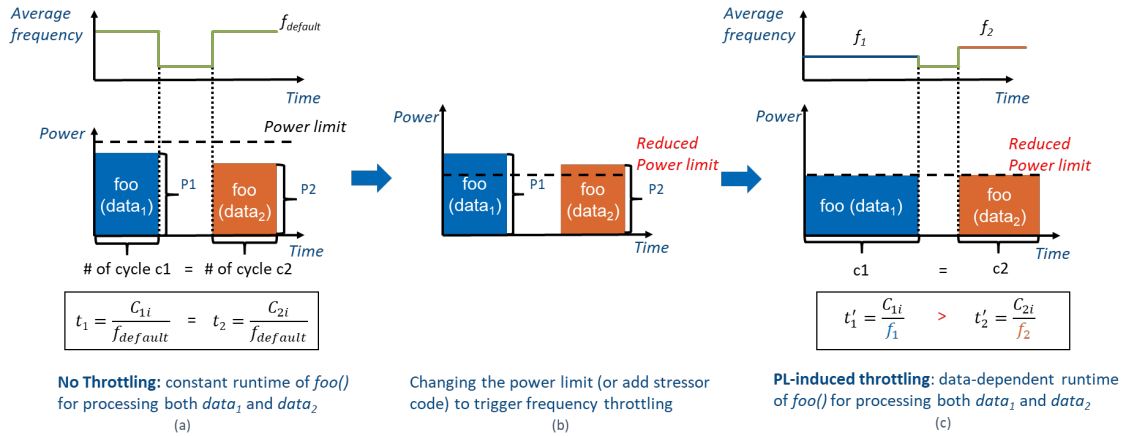 Average
frequency
f_default
Time
Power
Power limit
foo
(data₁)
P1
foo
(data₂)
P2
Time
# of cycle c1 = # of cycle c2
t₁ = C₁ᵢ / f_default = t₂ = C₂ᵢ / f_default
No Throttling: constant runtime of foo()
for processing both data₁ and data₂
(a)
Power
Reduced
Power limit
foo
(data₁)
P1
foo
(data₂)
P2
Time
Changing the power limit (or add stressor
code) to trigger frequency throttling
(b)
Average
frequency
f₁
f₂
Time
Power
Reduced
Power limit
foo (data₁)
foo
(data₂)
Time
c1 = c2
t′₁ = C₁ᵢ / f₁ > t′₂ = C₂ᵢ / f₂
PL-induced throttling: data-dependent runtime
of foo() for processing both data₁ and data₂
(c)